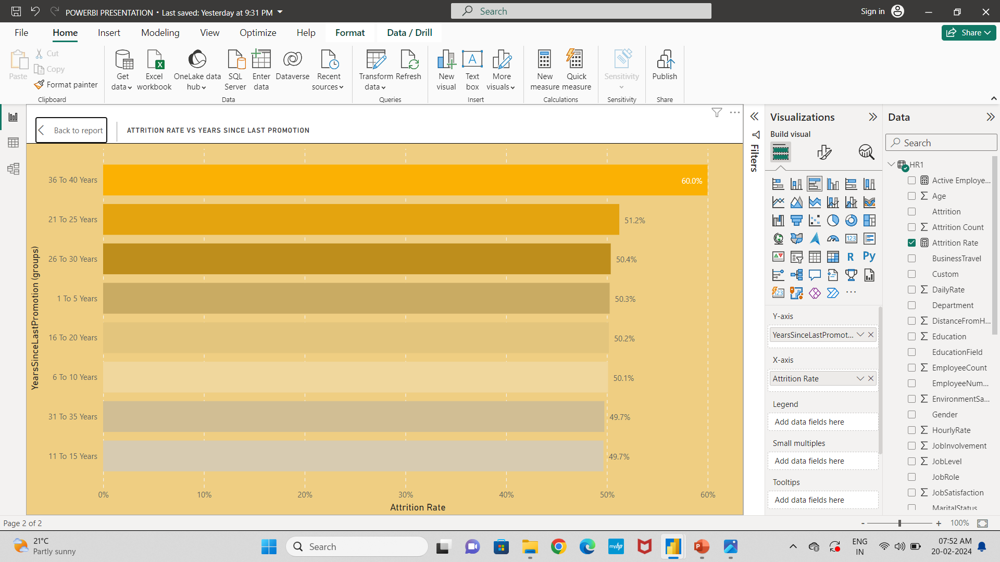 POWERBI PRESENTATION • Last saved: Yesterday at 9:31 PM
Search
Sign in
File Home Insert Modeling View Optimize Help Format Data / Drill
Share
Paste
Cut
Copy
Format painter
Clipboard
Get data
Excel workbook
OneLake data hub
SQL Server
Enter data
Dataverse
Recent sources
Data
Transform data
Refresh
Queries
New visual
Text box
More visuals
Insert
New measure
Quick measure
Calculations
Sensitivity
Sensitivity
Publish
Share
Back to report
ATTRITION RATE VS YEARS SINCE LAST PROMOTION
YearsSinceLastPromotion (groups)
36 To 40 Years 60.0%
21 To 25 Years 51.2%
26 To 30 Years 50.4%
1 To 5 Years 50.3%
16 To 20 Years 50.2%
6 To 10 Years 50.1%
31 To 35 Years 49.7%
11 To 15 Years 49.7%
0% 10% 20% 30% 40% 50% 60%
Attrition Rate
Filters
Visualizations
Build visual
123
R
Py
123
Y-axis
YearsSinceLastPromot...
X-axis
Attrition Rate
Legend
Add data fields here
Small multiples
Add data fields here
Tooltips
Add data fields here
Data
Search
HR1
Active Employe...
Age
Attrition
Attrition Count
Attrition Rate
BusinessTravel
Custom
DailyRate
Department
DistanceFromH...
Education
EducationField
EmployeeCount
EmployeeNum...
EnvironmentSa...
Gender
HourlyRate
JobInvolvement
JobLevel
JobRole
JobSatisfaction
MaritalStatus
Page 2 of 2
- + 100%
21°C
Partly sunny
Search
myhp
ENG
IN
07:52 AM
20-02-2024